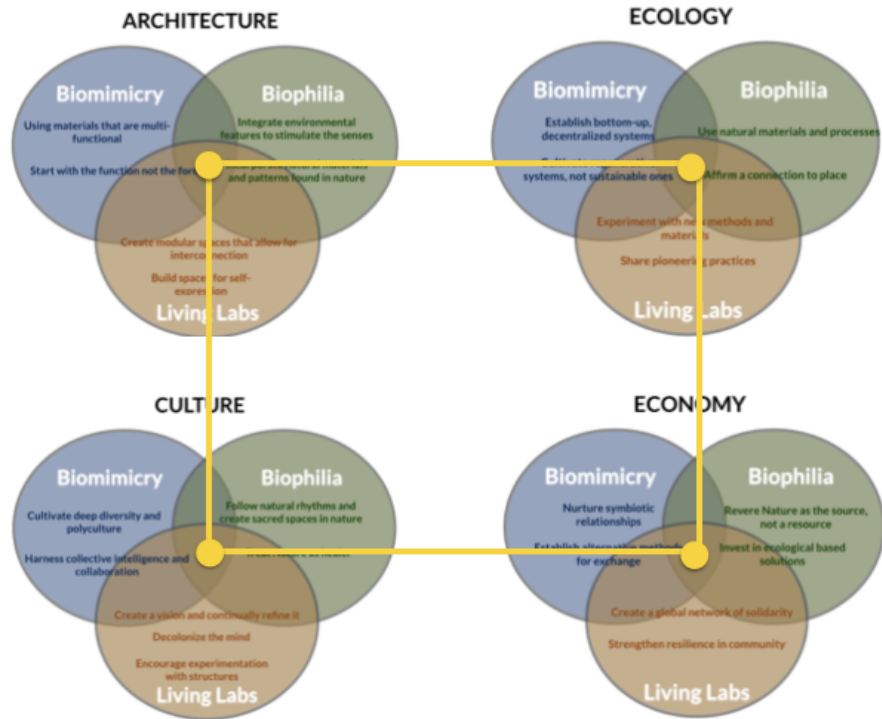 ARCHITECTURE
Biomimicry
Biophilia
Using materials that are multi-
functional
Start with the function not the for
Integrate environmental
features to stimulate the senses
and patterns found in nature
Create modular spaces that allow for
interconnection
Build spaces for self-
expression
Living Labs
ECOLOGY
Biomimicry
Biophilia
Establish bottom-up,
decentralized systems
systems, not sustainable ones
Use natural materials and processes
Affirm a connection to place
Experiment with new methods and
materials
Share pioneering practices
Living Labs
CULTURE
Biomimicry
Biophilia
Cultivate deep diversity and
polyculture
Harness collective intelligence and
collaboration
Follow natural rhythms and
create sacred spaces in nature
Create a vision and continually refine it
Decolonize the mind
Encourage experimentation
with structures
Living Labs
ECONOMY
Biomimicry
Biophilia
Nurture symbiotic
relationships
Establish alternative methods
for exchange
Revere Nature as the source,
not a resource
Invest in ecological based
solutions
Create a global network of solidarity
Strengthen resilience in community
Living Labs